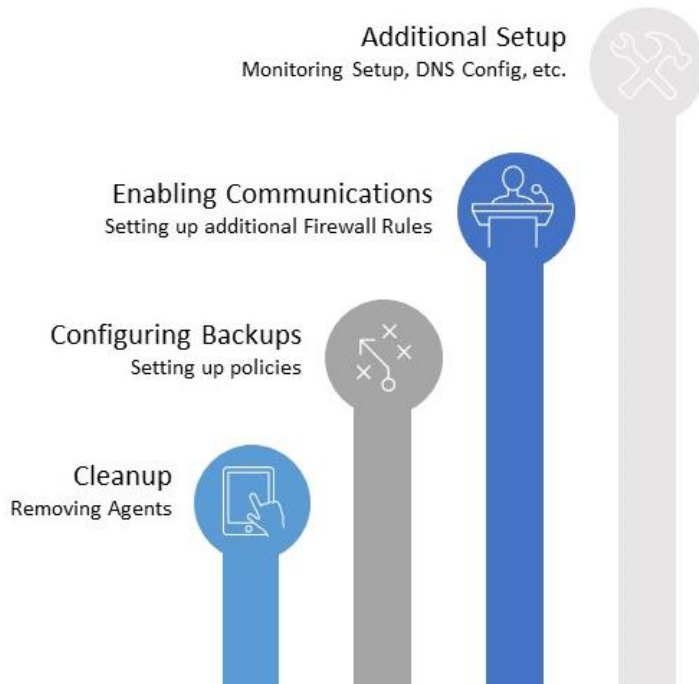 Additional Setup
Monitoring Setup, DNS Config, etc.
Enabling Communications
Setting up additional Firewall Rules
Configuring Backups
Setting up policies
Cleanup
Removing Agents